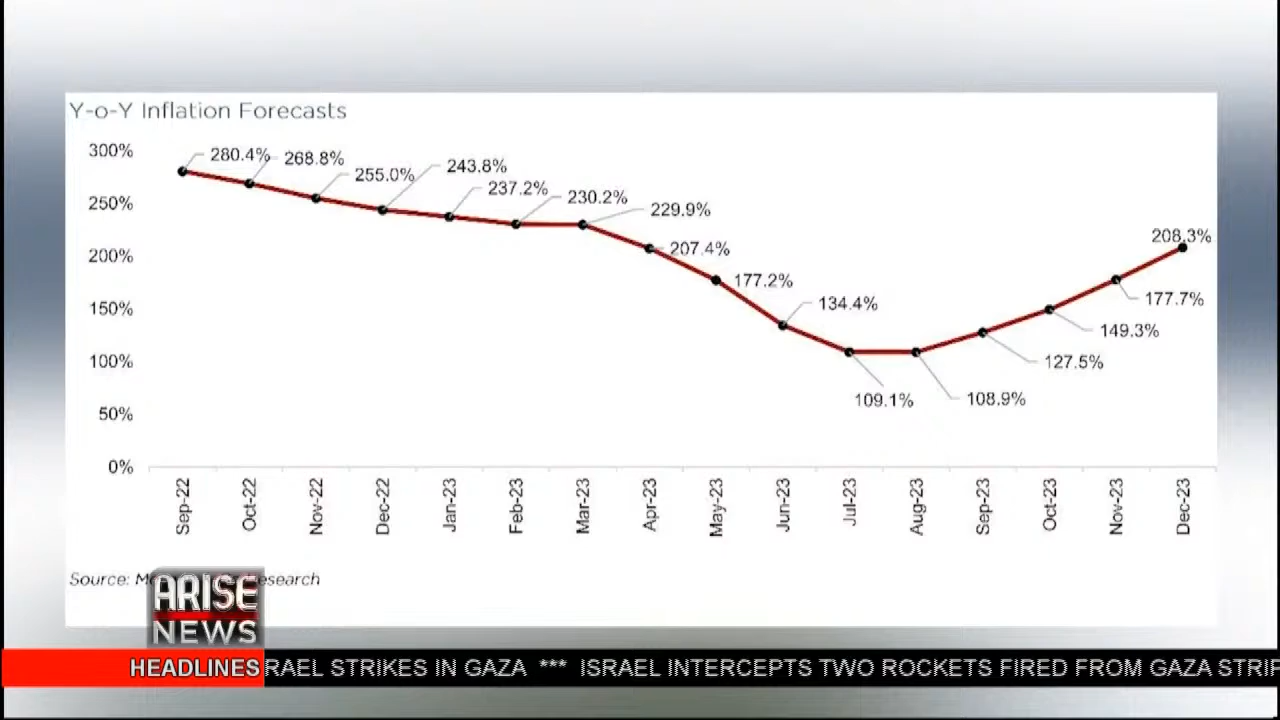 Y-o-Y Inflation Forecasts
300%
250%
200%
150%
100%
50%
0%
280.4%
268.8%
255.0%
243.8%
237.2%
230.2%
229.9%
207.4%
177.2%
134.4%
109.1%
108.9%
127.5%
149.3%
177.7%
208.3%
Sep-22
Oct-22
Nov-22
Dec-22
Jan-23
Feb-23
Mar-23
Apr-23
May-23
Jun-23
Jul-23
Aug-23
Sep-23
Oct-23
Nov-23
Dec-23
Source:
ARISE
NEWS
HEADLINES RAEL STRIKES IN GAZA *** ISRAEL INTERCEPTS TWO ROCKETS FIRED FROM GAZA STRIP